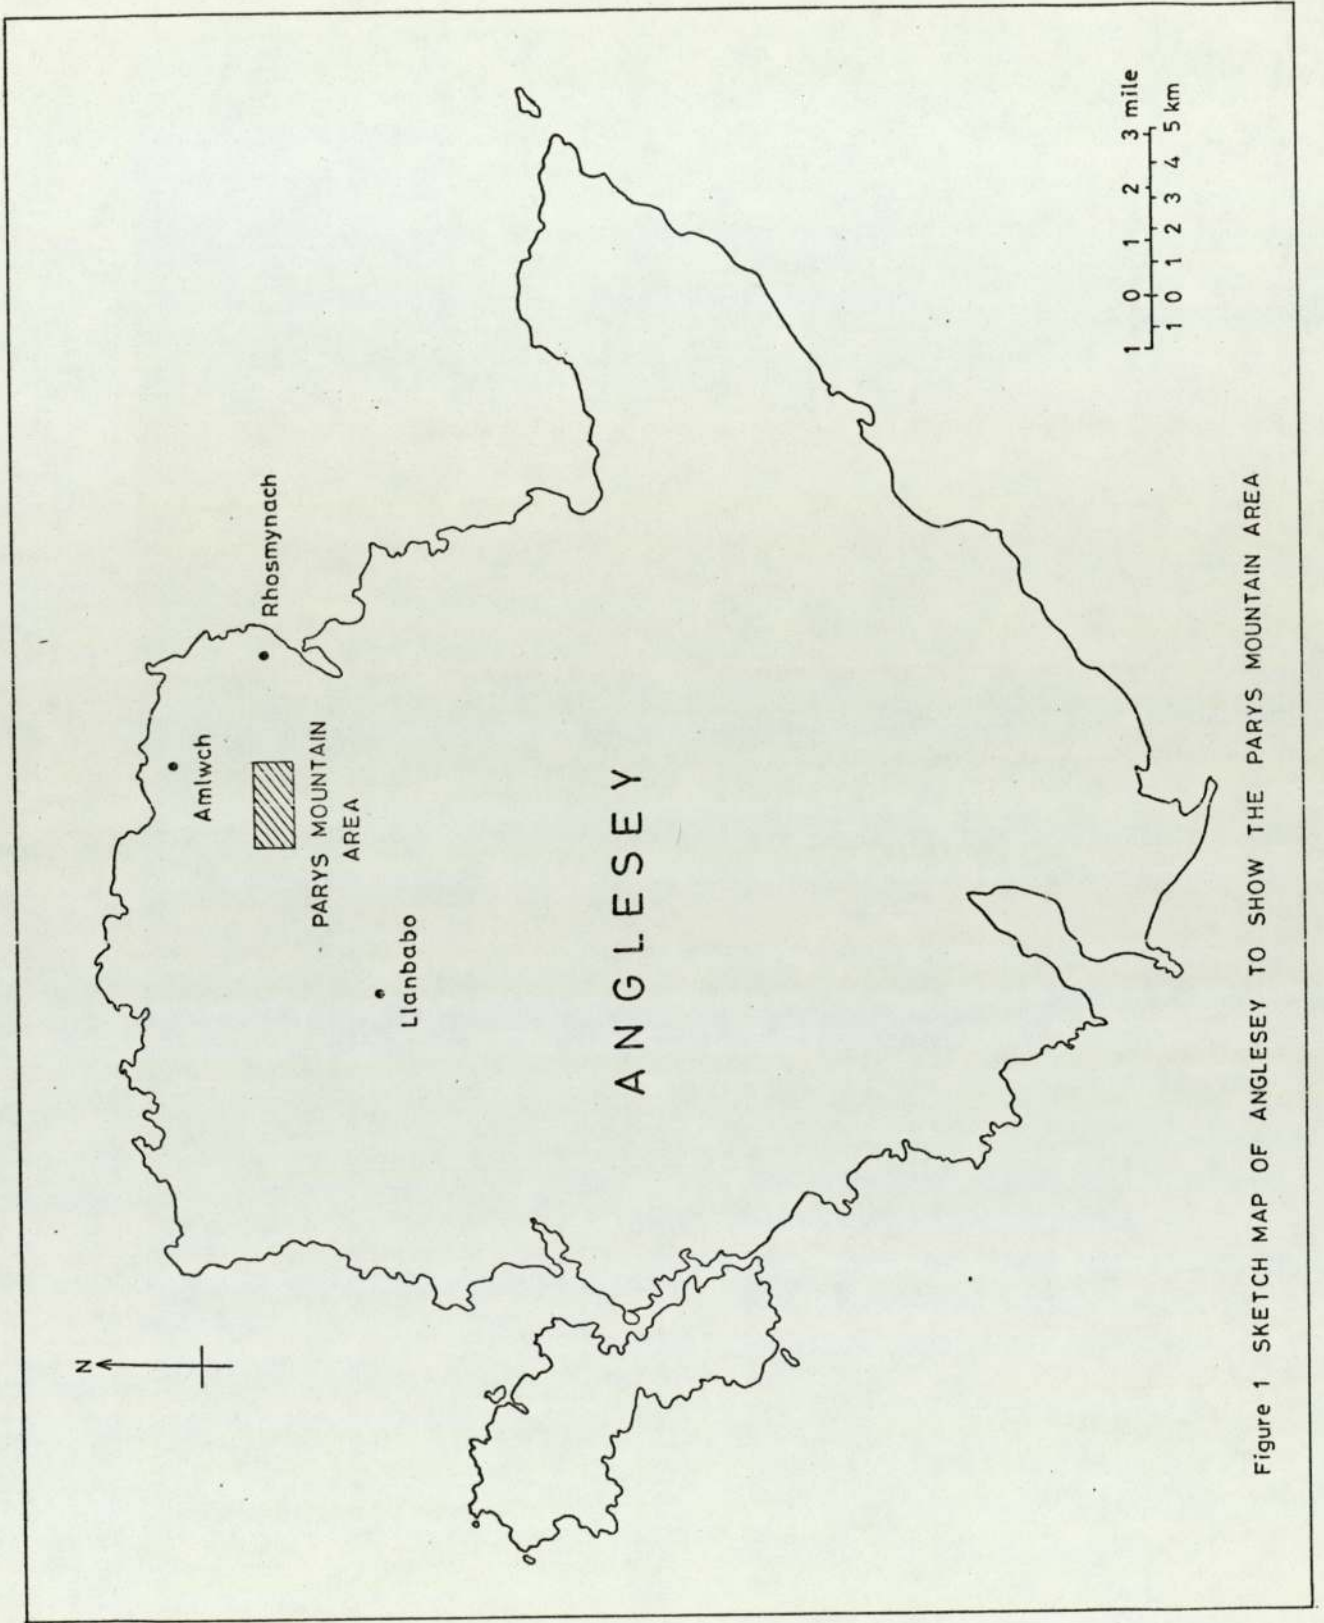 N
Amlwch
Rhosmynach
PARYS MOUNTAIN
AREA
Llanbabo
ANGLESEY
1 0 1 2 3 mile
1 0 1 2 3 4 5 km
Figure 1 SKETCH MAP OF ANGLESEY TO SHOW THE PARYS MOUNTAIN AREA